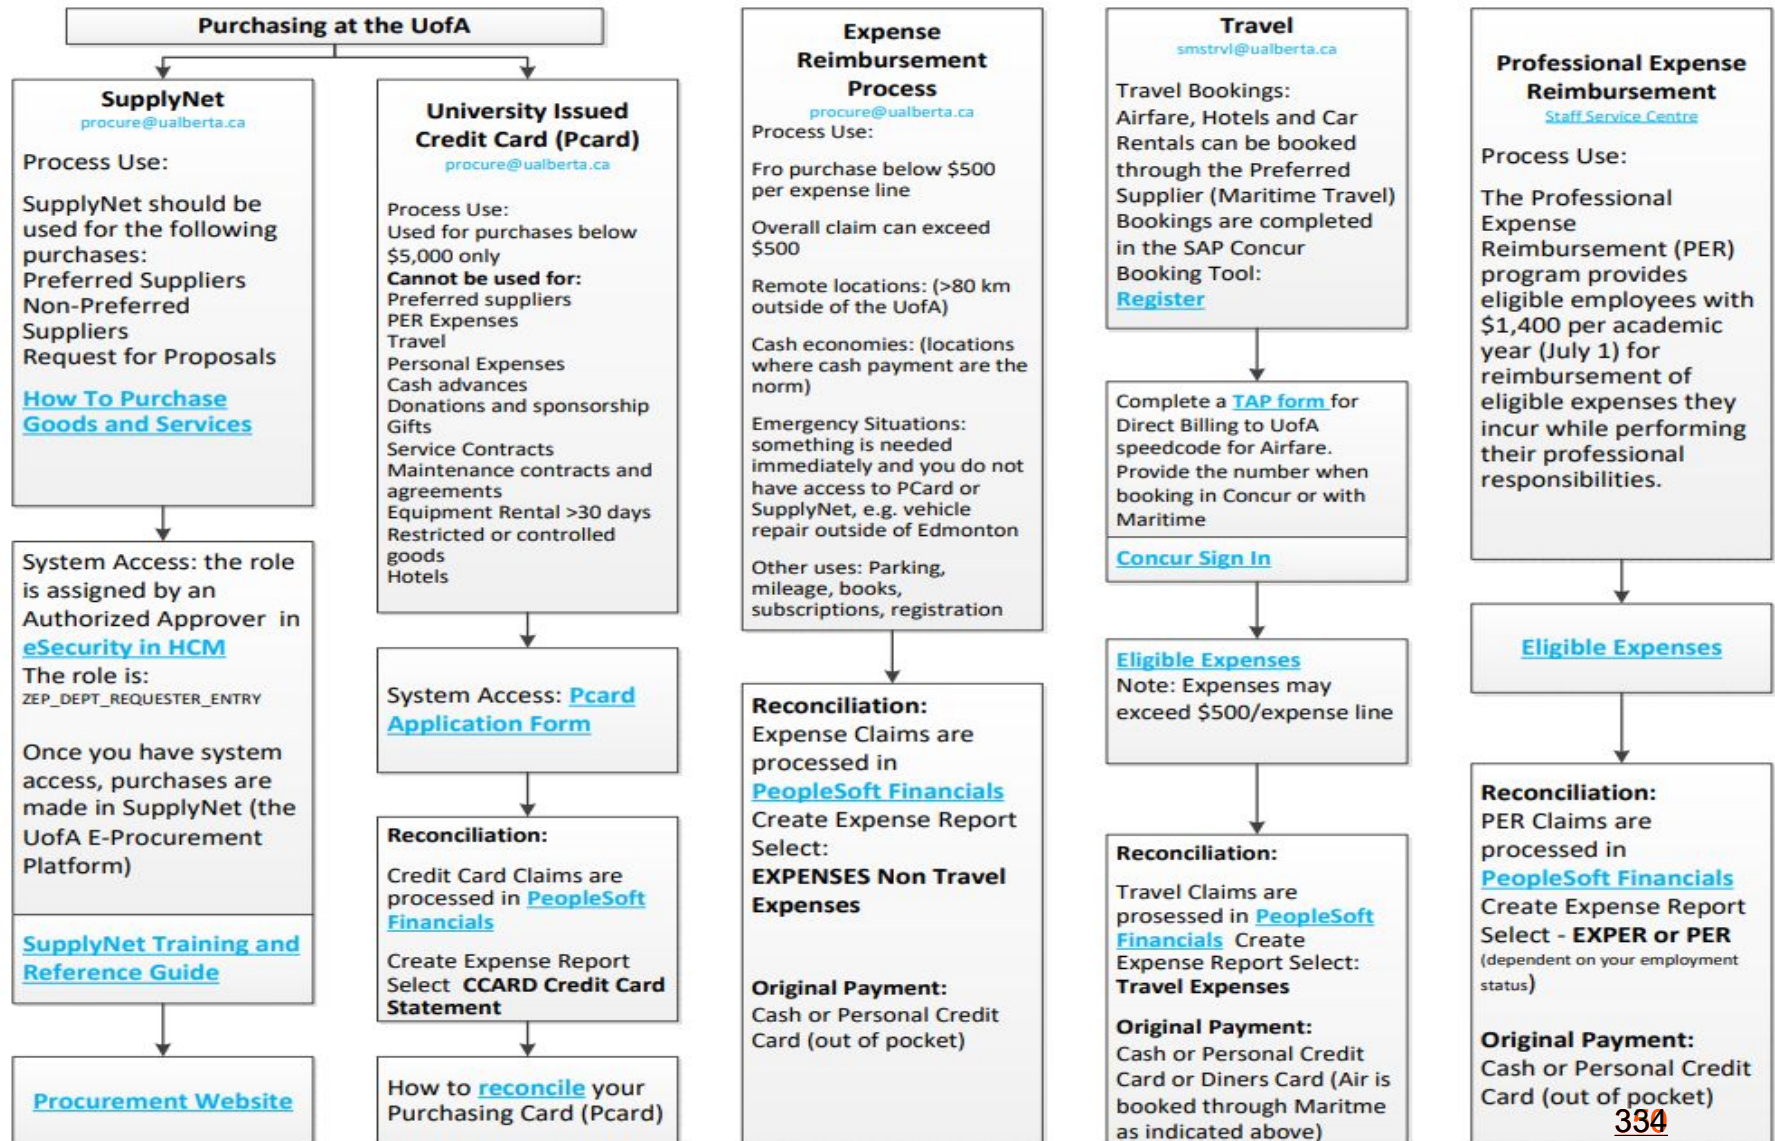 Purchasing at the UofA
SupplyNet
procure@ualberta.ca
Process Use:
SupplyNet should be
used for the following
purchases:
Preferred Suppliers
Non-Preferred
Suppliers
Request for Proposals
How To Purchase
Goods and Services
System Access: the role
is assigned by an
Authorized Approver in
eSecurity in HCM
The role is:
ZEP_DEPT_REQUESTER_ENTRY
Once you have system
access, purchases are
made in SupplyNet (the
UofA E-Procurement
Platform)
SupplyNet Training and
Reference Guide
Procurement Website
University Issued
Credit Card (Pcard)
procure@ualberta.ca
Process Use:
Used for purchases below
$5,000 only
Cannot be used for:
Preferred suppliers
PER Expenses
Travel
Personal Expenses
Cash advances
Donations and sponsorship
Gifts
Service Contracts
Maintenance contracts and
agreements
Equipment Rental >30 days
Restricted or controlled
goods
Hotels
System Access: Pcard
Application Form
Reconciliation:
Credit Card Claims are
processed in PeopleSoft
Financials
Create Expense Report
Select CCARD Credit Card
Statement
How to reconcile your
Purchasing Card (Pcard)
Expense
Reimbursement
Process
procure@ualberta.ca
Process Use:
Fro purchase below $500
per expense line
Overall claim can exceed
$500
Remote locations: (>80 km
outside of the UofA)
Cash economies: (locations
where cash payment are the
norm)
Emergency Situations:
something is needed
immediately and you do not
have access to PCard or
SupplyNet, e.g. vehicle
repair outside of Edmonton
Other uses: Parking,
mileage, books,
subscriptions, registration
Reconciliation:
Expense Claims are
processed in
PeopleSoft Financials
Create Expense Report
Select:
EXPENSES Non Travel
Expenses
Original Payment:
Cash or Personal Credit
Card (out of pocket)
Travel
smstrvl@ualberta.ca
Travel Bookings:
Airfare, Hotels and Car
Rentals can be booked
through the Preferred
Supplier (Maritime Travel)
Bookings are completed
in the SAP Concur
Booking Tool:
Register
Complete a TAP form for
Direct Billing to UofA
speedcode for Airfare.
Provide the number when
booking in Concur or with
Maritime
Concur Sign In
Eligible Expenses
Note: Expenses may
exceed $500/expense line
Reconciliation:
Travel Claims are
prosessed in PeopleSoft
Financials Create
Expense Report Select:
Travel Expenses
Original Payment:
Cash or Personal Credit
Card or Diners Card (Air is
booked through Maritme
as indicated above)
Professional Expense
Reimbursement
Staff Service Centre
Process Use:
The Professional
Expense
Reimbursement (PER)
program provides
eligible employees with
$1,400 per academic
year (July 1) for
reimbursement of
eligible expenses they
incur while performing
their professional
responsibilities.
Eligible Expenses
Reconciliation:
PER Claims are
processed in
PeopleSoft Financials
Create Expense Report
Select - EXPER or PER
(dependent on your employment
status)
Original Payment:
Cash or Personal Credit
Card (out of pocket)